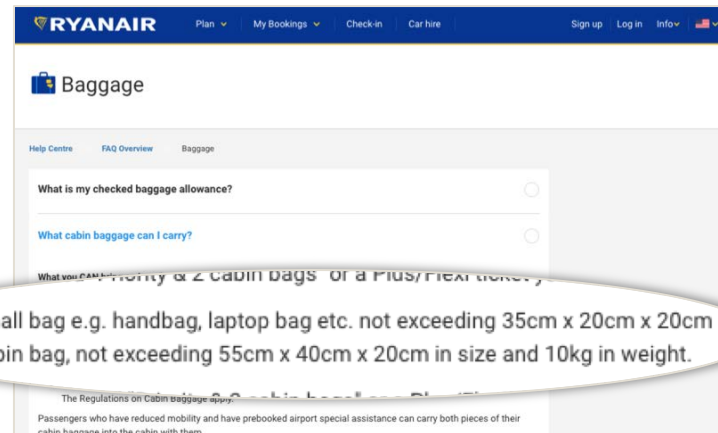 RYANAIR Plan My Bookings Check-in Car hire Sign up Log in Info
Baggage
Help Centre FAQ Overview Baggage
What is my checked baggage allowance?
What cabin baggage can I carry?
What you CAN
& 2 cabin bags" or a Plus/Flexi ticket
all bag e.g. handbag, laptop bag etc. not exceeding 35cm x 20cm x 20cm
bin bag, not exceeding 55cm x 40cm x 20cm in size and 10kg in weight.
The Regulations on Cabin Baggage apply.
Passengers who have reduced mobility and have prebooked airport special assistance can carry both pieces of their
cabin baggage into the cabin with them.